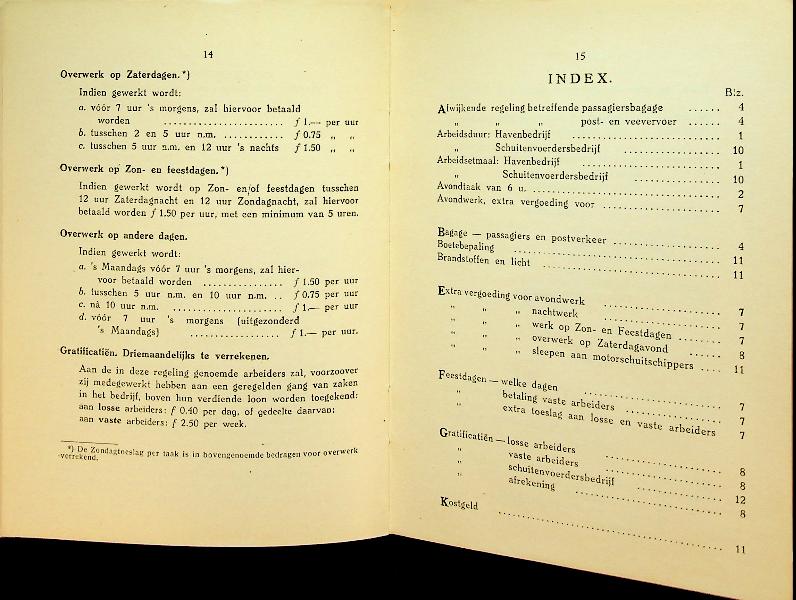 14
Overwerk op Zaterdagen.*)
Indien gewerkt wordt:
a. vóór 7 uur 's morgens, zal hiervoor betaald
worden ........................ f 1.— per uur
b. tusschen 2 en 5 uur n.m. ............ f 0.75 „ „
c. tusschen 5 uur n.m. en 12 uur 's nachts f 1.50 „ „
Overwerk op Zon- en feestdagen.*)
Indien gewerkt wordt op Zon- en/of feestdagen tusschen
12 uur Zaterdagnacht en 12 uur Zondagnacht, zal hiervoor
betaald worden f 1.50 per uur, met een minimum van 5 uren.
Overwerk op andere dagen.
Indien gewerkt wordt:
a. 's Maandags vóór 7 uur 's morgens, zal hier-
voor betaald worden ................ f 1.50 per uur
b. tusschen 5 uur n.m. en 10 uur n.m. .. f 0.75 per uur
c. ná 10 uur n.m. ...................... f 1.— per uur
d. vóór 7 uur 's morgens (uitgezonderd
's Maandags) .................. f 1.— per uur.
Gratificatiën. Driemaandelijks te verrekenen.
Aan de in deze regeling genoemde arbeiders zal, voorzoover
zij medegewerkt hebben aan een geregelden gang van zaken
in het bedrijf, boven hun verdiende loon worden toegekend:
aan losse arbeiders: f 0.40 per dag, of gedeelte daarvan;
aan vaste arbeiders: f 2.50 per week.
*) De Zondagtoeslag per taak is in bovengenoemde bedragen voor overwerk
verrekend.
15
INDEX.
Blz.
Afwijkende regeling betreffende passagiersbagage ...... 4
„ „ „ post- en veevervoer ...... 4
Arbeidsduur: Havenbedrijf ........................ 1
„ Schuitenvoerdersbedrijf .................. 10
Arbeidsetmaal: Havenbedrijf ........................ 1
„ Schuitenvoerdersbedrijf .................. 10
Avondtaak van 6 u. ................................ 2
Avondwerk, extra vergoeding voor .................. 7
Bagage — passagiers en postverkeer .................. 4
Boetebepaling .................................... 11
Brandstoffen en licht .............................. 11
Extra vergoeding voor avondwerk .................. 7
„ „ „ nachtwerk .................. 7
„ „ „ werk op Zon- en Feestdagen ........ 7
„ „ „ overwerk op Zaterdagavond ...... 8
„ „ „ sleepen aan motorschuitschippers .... 11
Feestdagen — welke dagen ........................ 7
„ betaling vaste arbeiders .................. 7
„ extra toeslag aan losse en vaste arbeiders 7
Gratificatiën — losse arbeiders .................. 8
„ vaste arbeiders .................. 8
„ schuitenvoerdersbedrijf ............ 12
„ afrekening ........................ 8
Kostgeld ........................................ 11